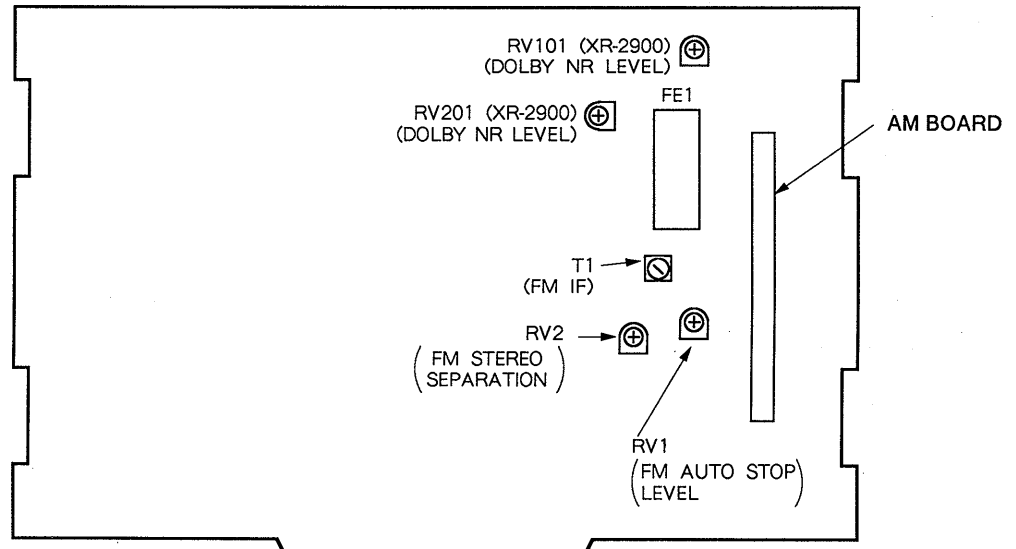 RV101 (XR-2900)
(DOLBY NR LEVEL)
FE1
RV201 (XR-2900)
(DOLBY NR LEVEL)
AM BOARD
T1
(FM IF)
RV2
(FM STEREO
SEPARATION)
RV1
(FM AUTO STOP
LEVEL)